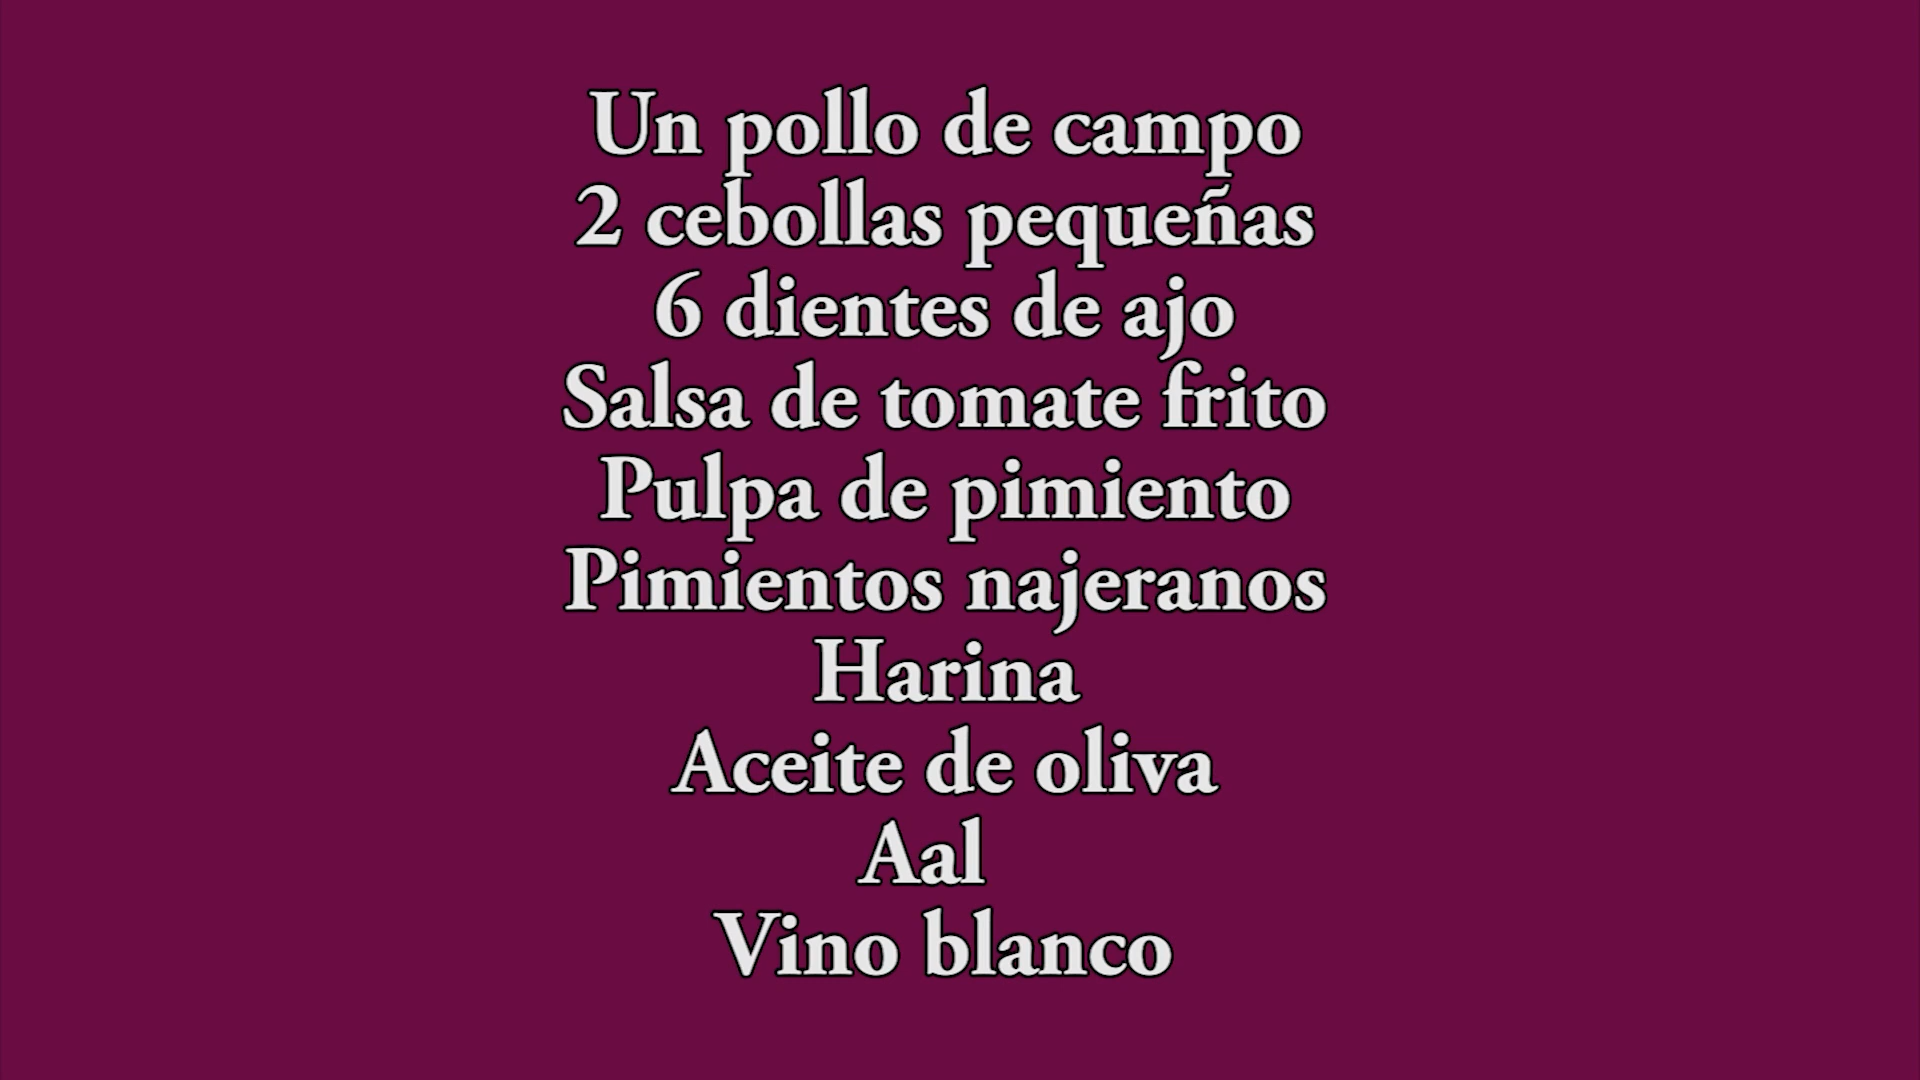 Un pollo de campo
2 cebollas pequeñas
6 dientes de ajo
Salsa de tomate frito
Pulpa de pimiento
Pimientos najeranos
Harina
Aceite de oliva
Aal
Vino blanco